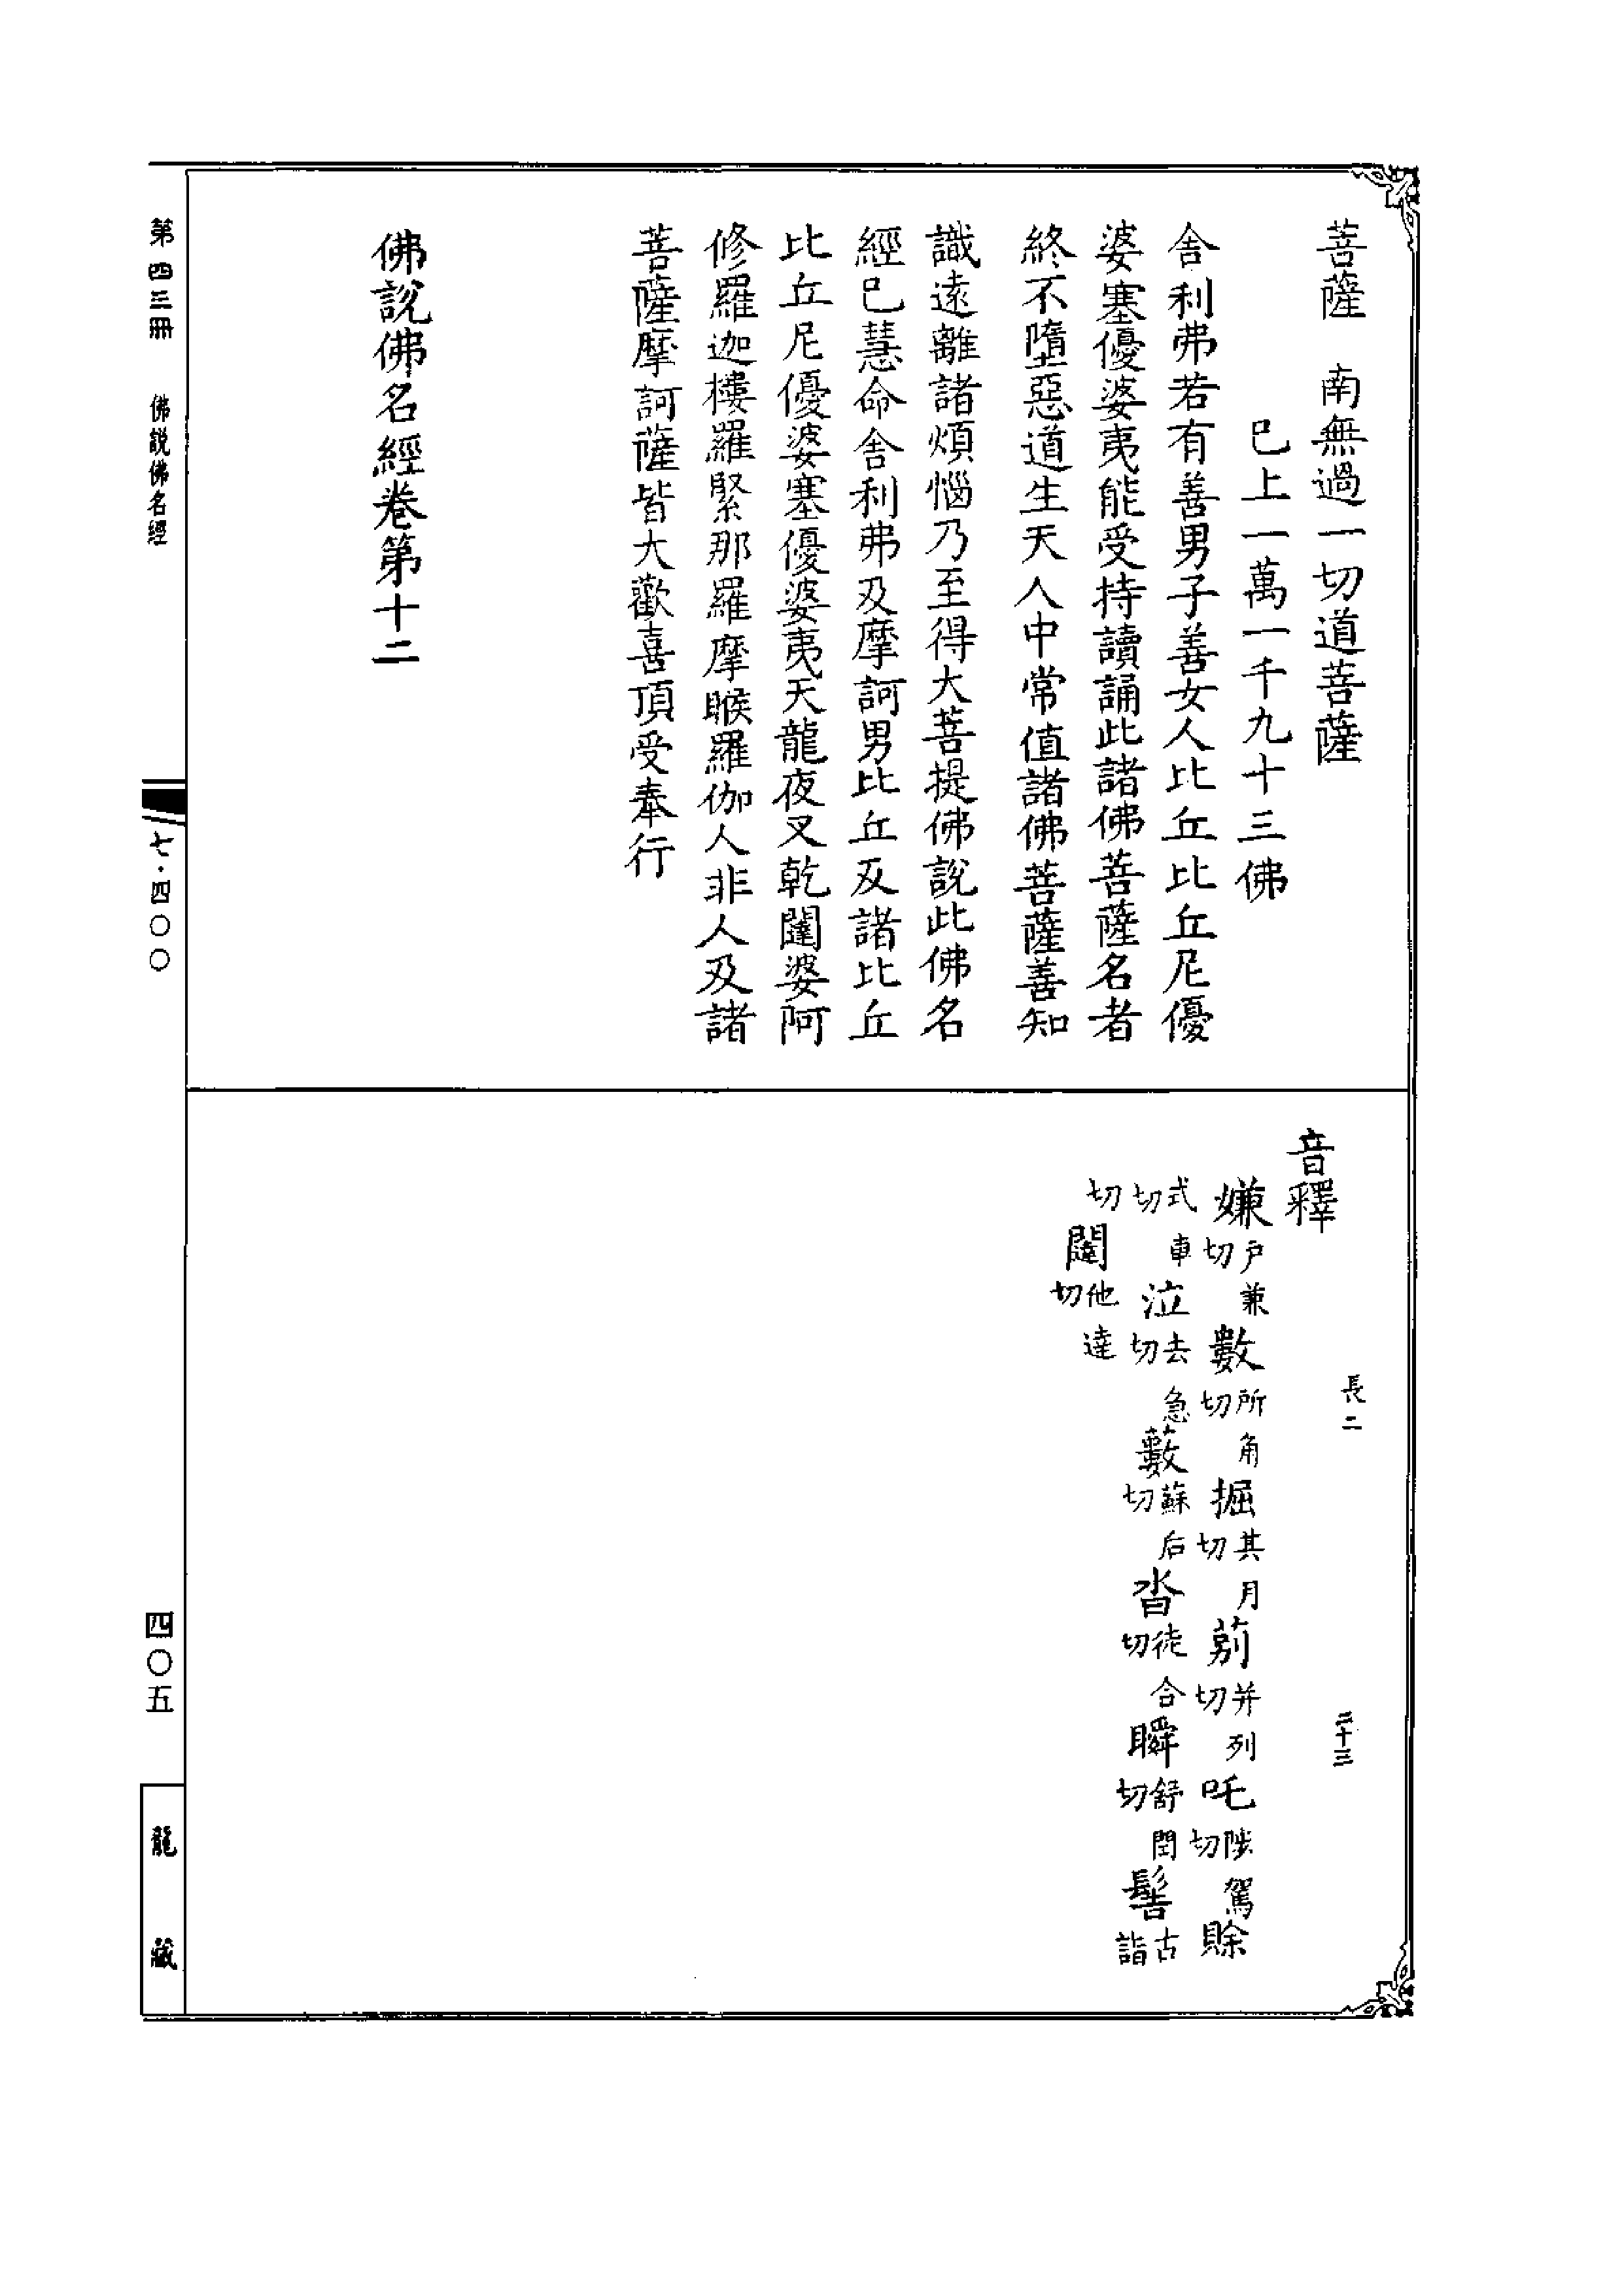 菩薩　南無過一切道菩薩
巳上一萬一千九十三佛
舍利弗若有善男子善女人比丘比丘尼優
婆塞優婆夷能受持讀誦此諸佛菩薩名者
終不墮惡道生天人中常值諸佛菩薩善知
識遠離諸煩惱乃至得大菩提佛說此佛名
經巳慧命舍利弗及摩訶男比丘及諸比丘
比丘尼優婆塞優婆夷天龍夜叉乾闥婆阿
修羅迦樓羅緊那羅摩睺羅伽人非人及諸
菩薩摩訶薩皆大歡喜頂受奉行
佛說佛名經卷第十二
長二　二十三
音釋
嫌戶兼切 數所角切 掘其月切 莂并列切 吒陟駕切 賒
式車切 泣去急切 藪蘇后切 沓徒合切 瞬舒閏切 髻古詣
切 闥他達切
第四三冊　佛説佛名經　七·四〇〇　四〇五　龍藏